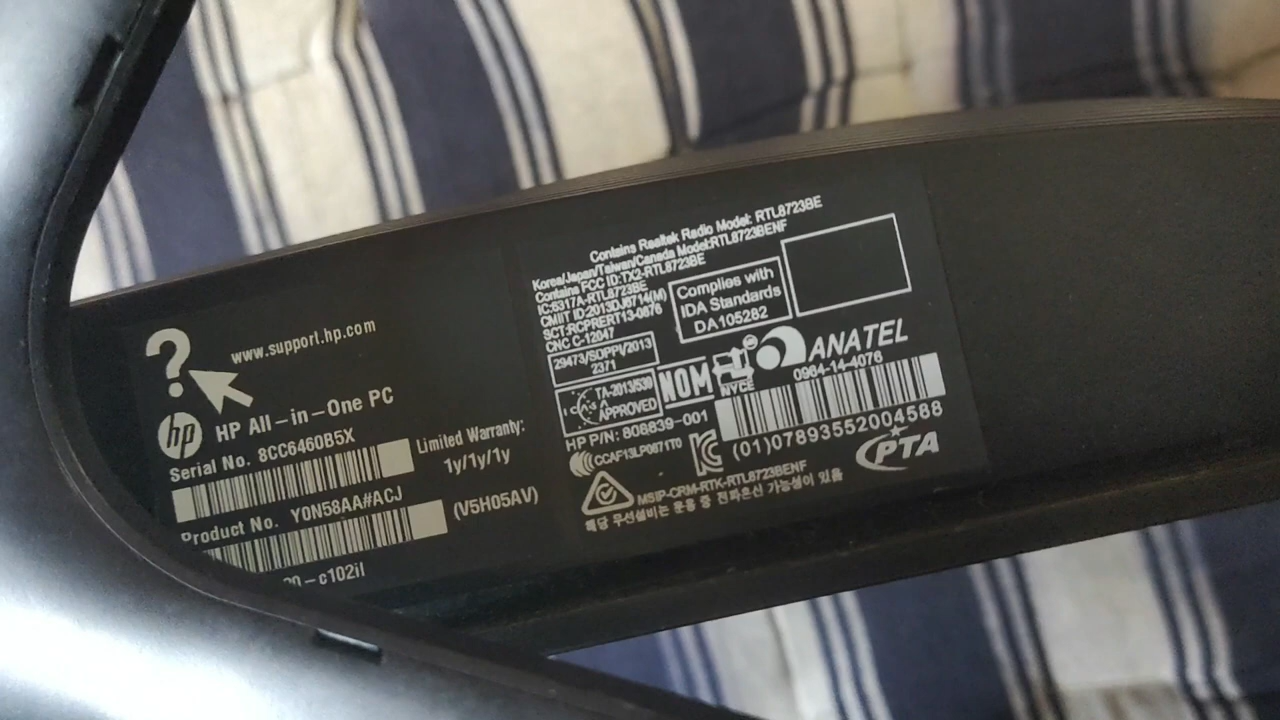 ?
www.support.hp.com
hp HP All-in-One PC
Serial No. 8CC6460B5X
Limited Warranty:
1y/1y/1y
Product No. Y0N58AA#ACJ
(V5H05AV)
-c102il
Contains Realtek Radio Model: RTL8723BE
Korea/Japan/Taiwan/Canada Model:RTL8723BENF
Contains FCC ID:TX2-RTL8723BE
IC:6317A-RTL8723BE
CMIIT ID:2013DJ6714(M)
SCT:RCPRERT13-0876
CNC C-12047
Complies with
IDA Standards
DA105282
29473/SDPPI/2013
2371
ICASA
TA-2013/530
APPROVED
NOM
NYCE
ANATEL
0964-14-4076
HP P/N: 806839-001
(01)07893552004588
CCAF13LP0871T0
PTA
MSIP-CRM-RTK-RTL8723BENF
해당 무선설비는 운용 중 전파혼신 가능성이 있음